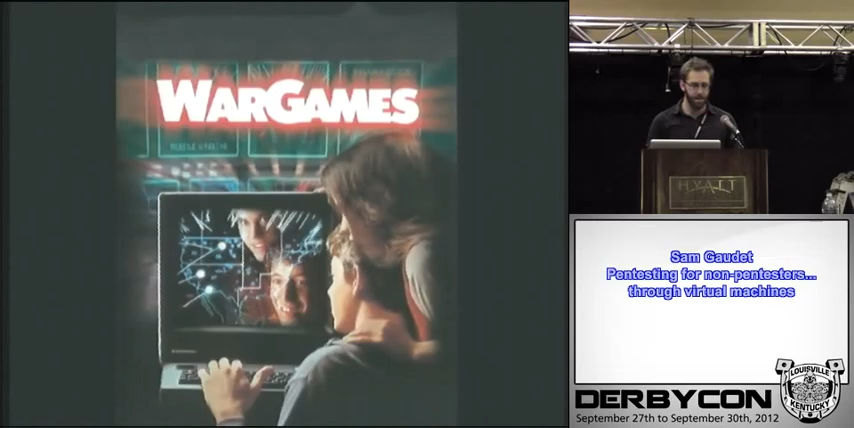 WARGAMES
HYATT
Sam Gaudet
Pentesting for non-pentesters...
through virtual machines
DERBYCON
LOUISVILLE
KENTUCKY
September 27th to September 30th, 2012